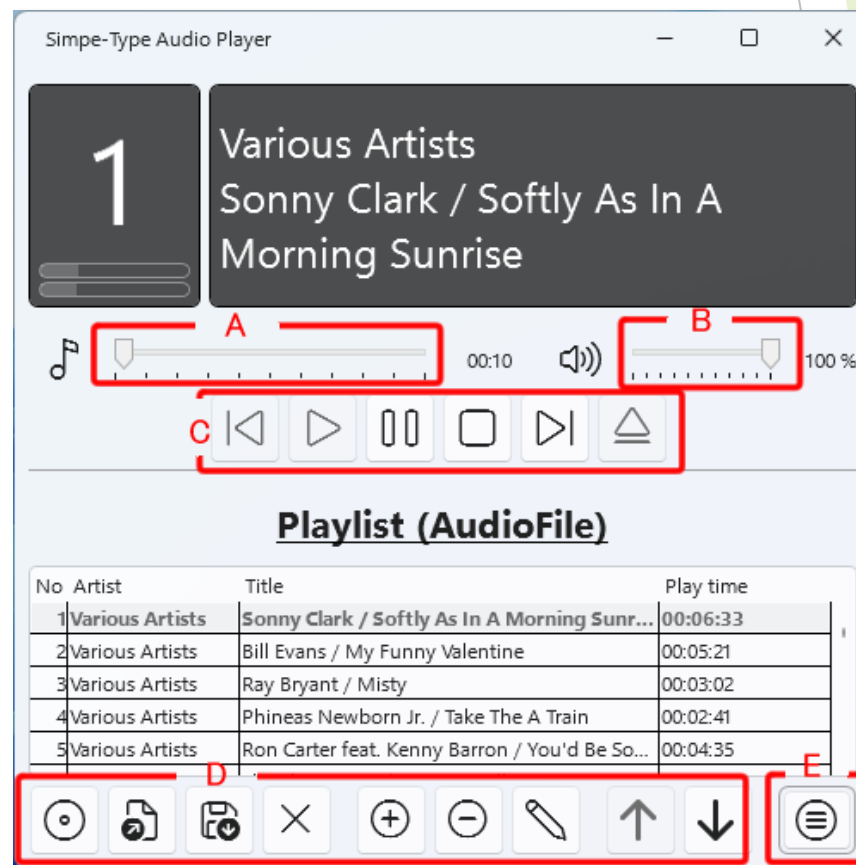 Simpe-Type Audio Player
1
Various Artists
Sonny Clark / Softly As In A
Morning Sunrise
A
B
00:10
100 %
C
Playlist (AudioFile)
No Artist Title Play time
1 Various Artists Sonny Clark / Softly As In A Morning Sunr... 00:06:33
2 Various Artists Bill Evans / My Funny Valentine 00:05:21
3 Various Artists Ray Bryant / Misty 00:03:02
4 Various Artists Phineas Newborn Jr. / Take The A Train 00:02:41
5 Various Artists Ron Carter feat. Kenny Barron / You'd Be So... 00:04:35
D
E